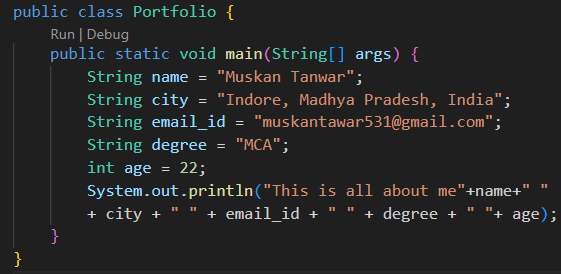 public class Portfolio {
Run | Debug
public static void main(String[] args) {
String name = "Muskan Tanwar";
String city = "Indore, Madhya Pradesh, India";
String email_id = "muskantawar531@gmail.com";
String degree = "MCA";
int age = 22;
System.out.println("This is all about me"+name+" "
+ city + " " + email_id + " " + degree + " "+ age);
}
}